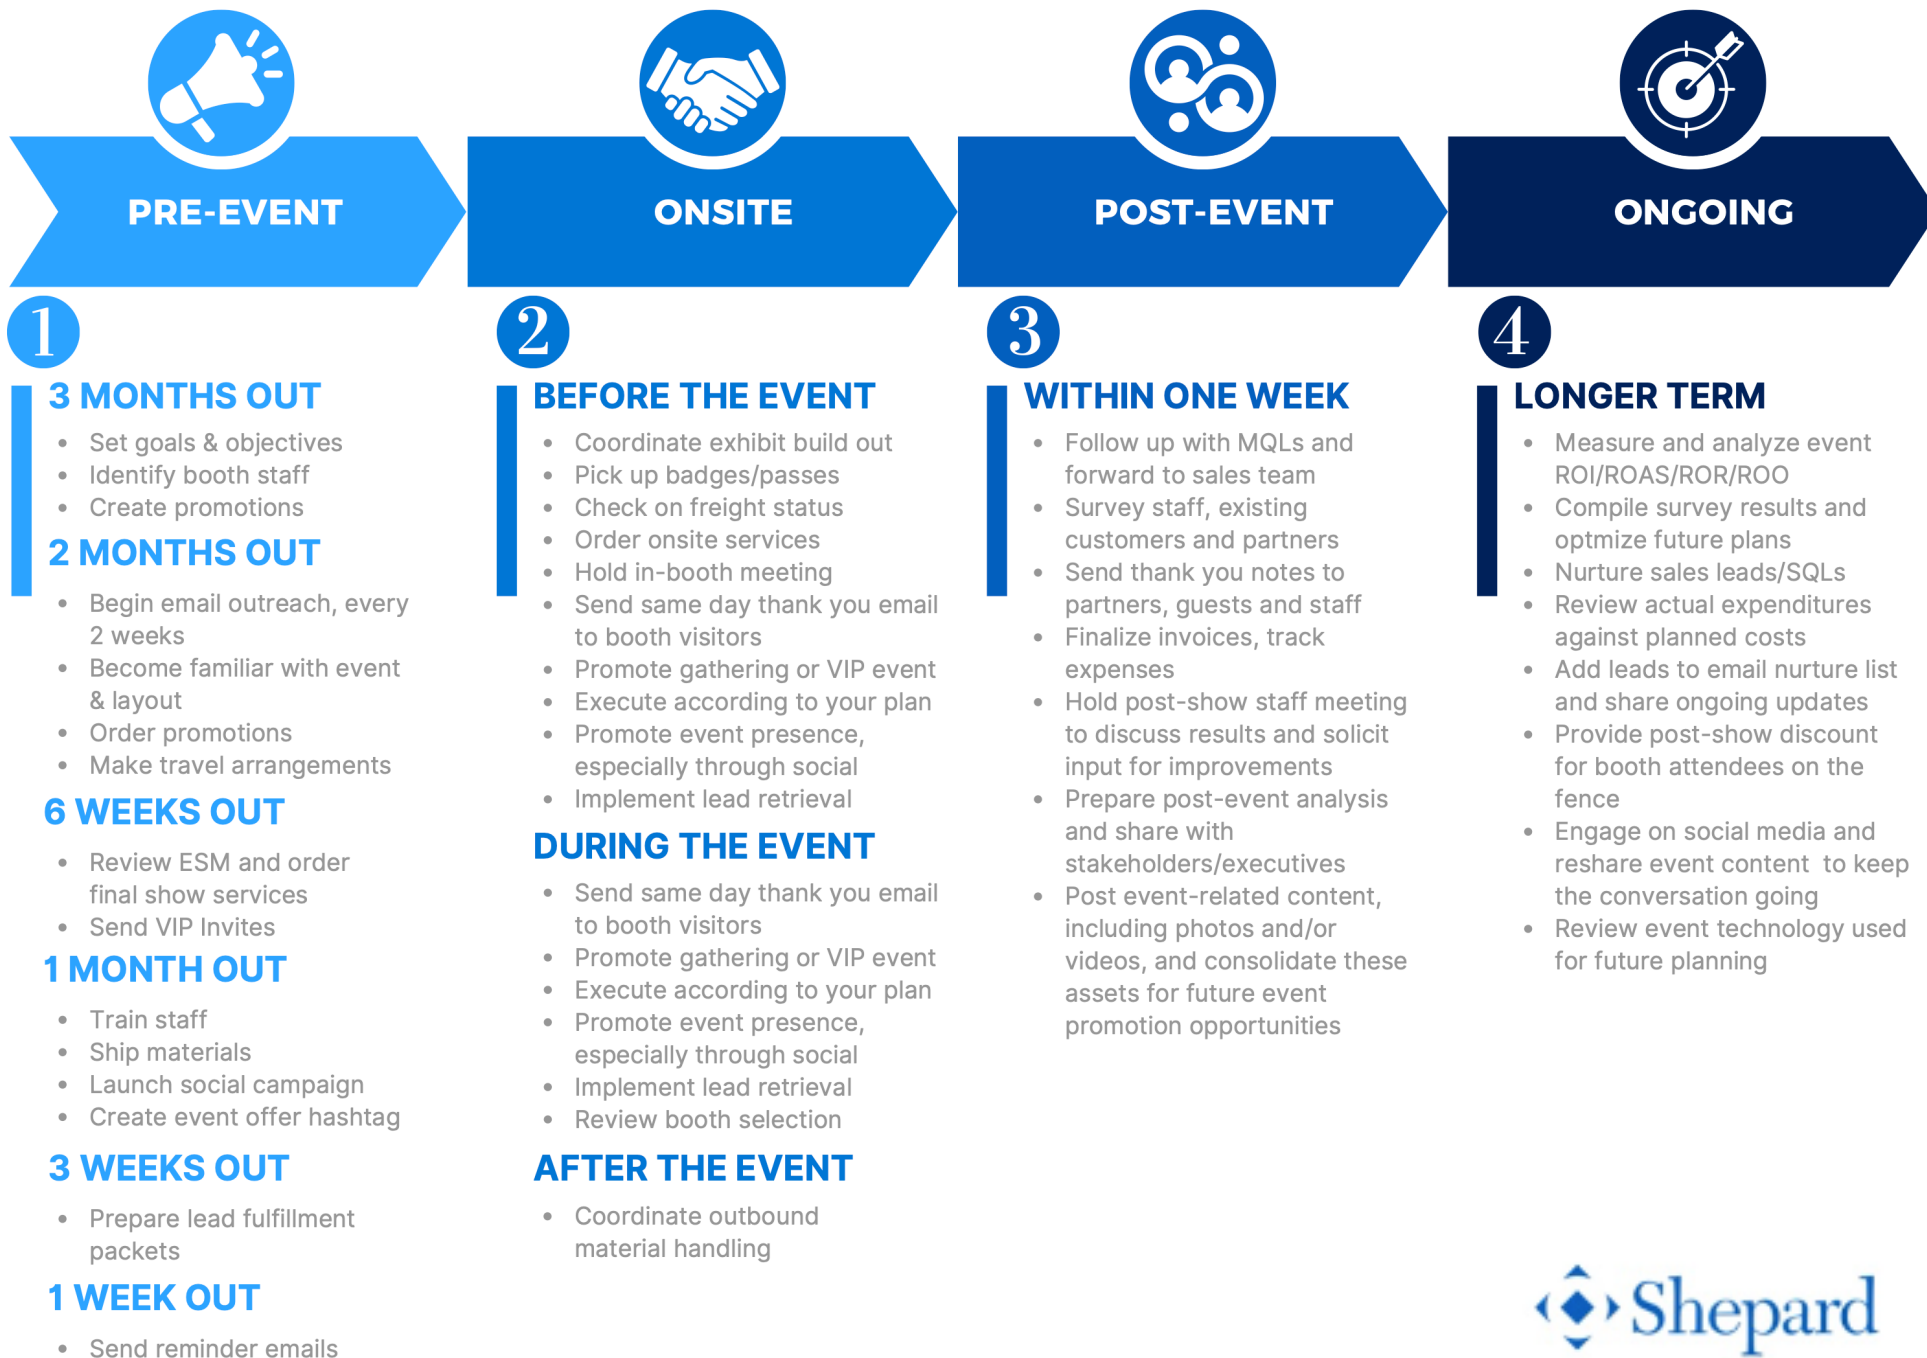 PRE-EVENT
ONSITE
POST-EVENT
ONGOING
1
3 MONTHS OUT
• Set goals & objectives
• Identify booth staff
• Create promotions
2 MONTHS OUT
• Begin email outreach, every
2 weeks
• Become familiar with event
& layout
• Order promotions
• Make travel arrangements
6 WEEKS OUT
• Review ESM and order
final show services
• Send VIP Invites
1 MONTH OUT
• Train staff
• Ship materials
• Launch social campaign
• Create event offer hashtag
3 WEEKS OUT
• Prepare lead fulfillment
packets
1 WEEK OUT
• Send reminder emails
2
BEFORE THE EVENT
• Coordinate exhibit build out
• Pick up badges/passes
• Check on freight status
• Order onsite services
• Hold in-booth meeting
• Send same day thank you email
to booth visitors
• Promote gathering or VIP event
• Execute according to your plan
• Promote event presence,
especially through social
• Implement lead retrieval
DURING THE EVENT
• Send same day thank you email
to booth visitors
• Promote gathering or VIP event
• Execute according to your plan
• Promote event presence,
especially through social
• Implement lead retrieval
• Review booth selection
AFTER THE EVENT
• Coordinate outbound
material handling
3
WITHIN ONE WEEK
• Follow up with MQLs and
forward to sales team
• Survey staff, existing
customers and partners
• Send thank you notes to
partners, guests and staff
• Finalize invoices, track
expenses
• Hold post-show staff meeting
to discuss results and solicit
input for improvements
• Prepare post-event analysis
and share with
stakeholders/executives
• Post event-related content,
including photos and/or
videos, and consolidate these
assets for future event
promotion opportunities
4
LONGER TERM
• Measure and analyze event
ROI/ROAS/ROR/ROO
• Compile survey results and
optmize future plans
• Nurture sales leads/SQLs
• Review actual expenditures
against planned costs
• Add leads to email nurture list
and share ongoing updates
• Provide post-show discount
for booth attendees on the
fence
• Engage on social media and
reshare event content  to keep
the conversation going
• Review event technology used
for future planning
Shepard